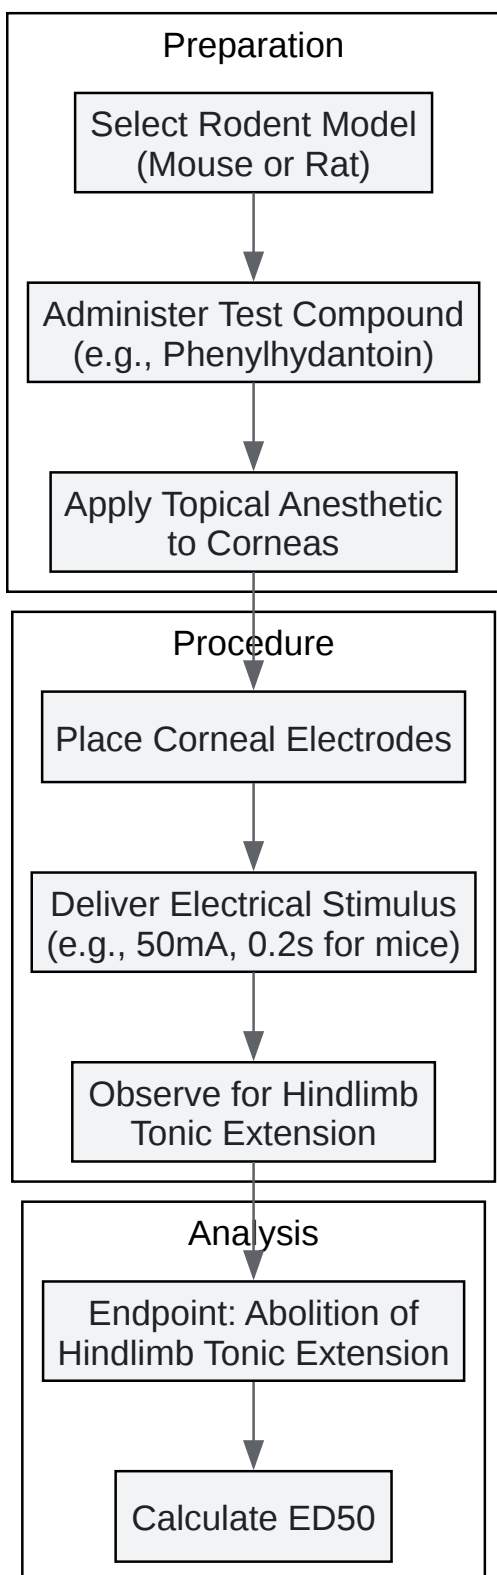 Preparation
Select Rodent Model
(Mouse or Rat)
Administer Test Compound
(e.g., Phenylhydantoin)
Apply Topical Anesthetic
to Corneas
Procedure
Place Corneal Electrodes
Deliver Electrical Stimulus
(e.g., 50mA, 0.2s for mice)
Observe for Hindlimb
Tonic Extension
Analysis
Endpoint: Abolition of
Hindlimb Tonic Extension
Calculate ED50